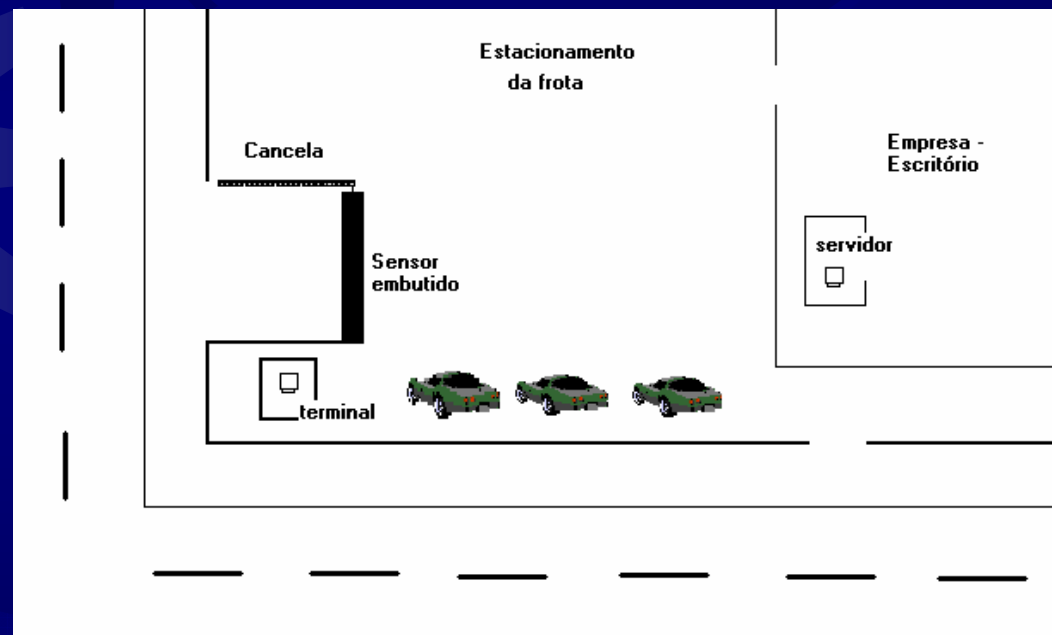 Estacionamento
da frota
Cancela
Empresa -
Escritório
servidor
Sensor
embutido
terminal